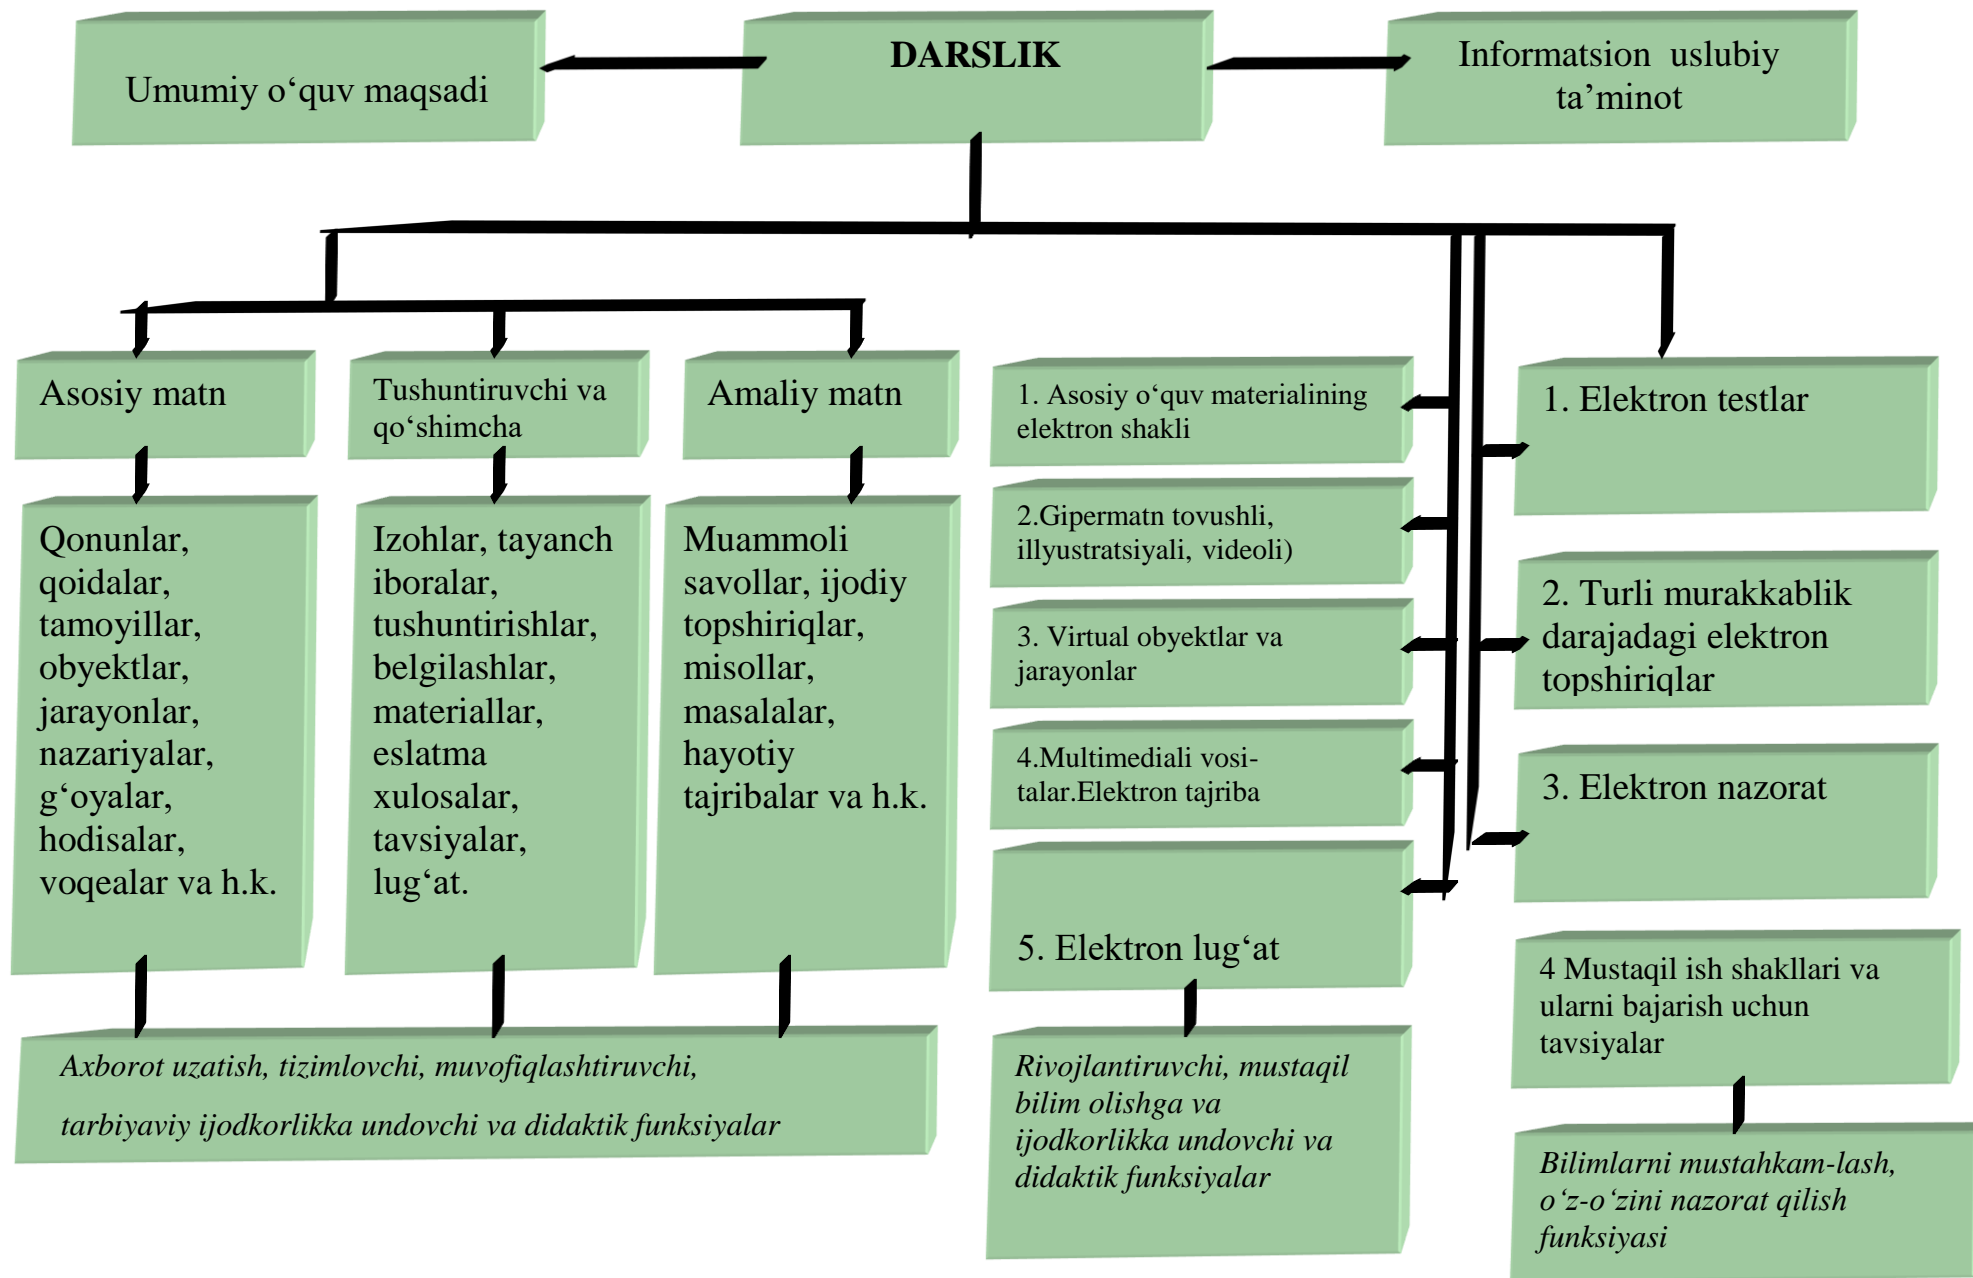 Umumiy o‘quv maqsadi
DARSLIK
Informatsion uslubiy
ta’minot
Asosiy matn
Tushuntiruvchi va
qo‘shimcha
Amaliy matn
Qonunlar,
qoidalar,
tamoyillar,
obyektlar,
jarayonlar,
nazariyalar,
g‘oyalar,
hodisalar,
voqealar va h.k.
Izohlar, tayanch
iboralar,
tushuntirishlar,
belgilashlar,
materiallar,
eslatma
xulosalar,
tavsiyalar,
lug‘at.
Muammoli
savollar, ijodiy
topshiriqlar,
misollar,
masalalar,
hayotiy
tajribalar va h.k.
Axborot uzatish, tizimlovchi, muvofiqlashtiruvchi,
tarbiyaviy ijodkorlikka undovchi va didaktik funksiyalar
1. Asosiy o‘quv materialining
elektron shakli
2.Gipermatn tovushli,
illyustratsiyali, videoli)
3. Virtual obyektlar va
jarayonlar
4.Multimediali vosi-
talar.Elektron tajriba
5. Elektron lug‘at
Rivojlantiruvchi, mustaqil
bilim olishga va
ijodkorlikka undovchi va
didaktik funksiyalar
1. Elektron testlar
2. Turli murakkablik
darajadagi elektron
topshiriqlar
3. Elektron nazorat
4 Mustaqil ish shakllari va
ularni bajarish uchun
tavsiyalar
Bilimlarni mustahkam-lash,
o‘z-o‘zini nazorat qilish
funksiyasi